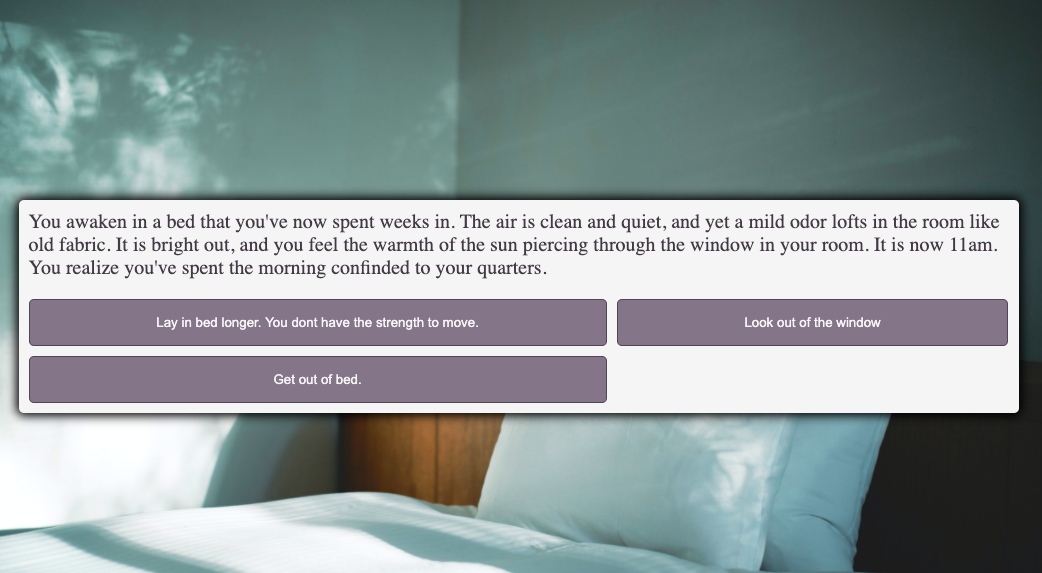 You awaken in a bed that you've now spent weeks in. The air is clean and quiet, and yet a mild odor lofts in the room like
old fabric. It is bright out, and you feel the warmth of the sun piercing through the window in your room. It is now 11am.
You realize you've spent the morning confinded to your quarters.
Lay in bed longer. You dont have the strength to move.
Look out of the window
Get out of bed.